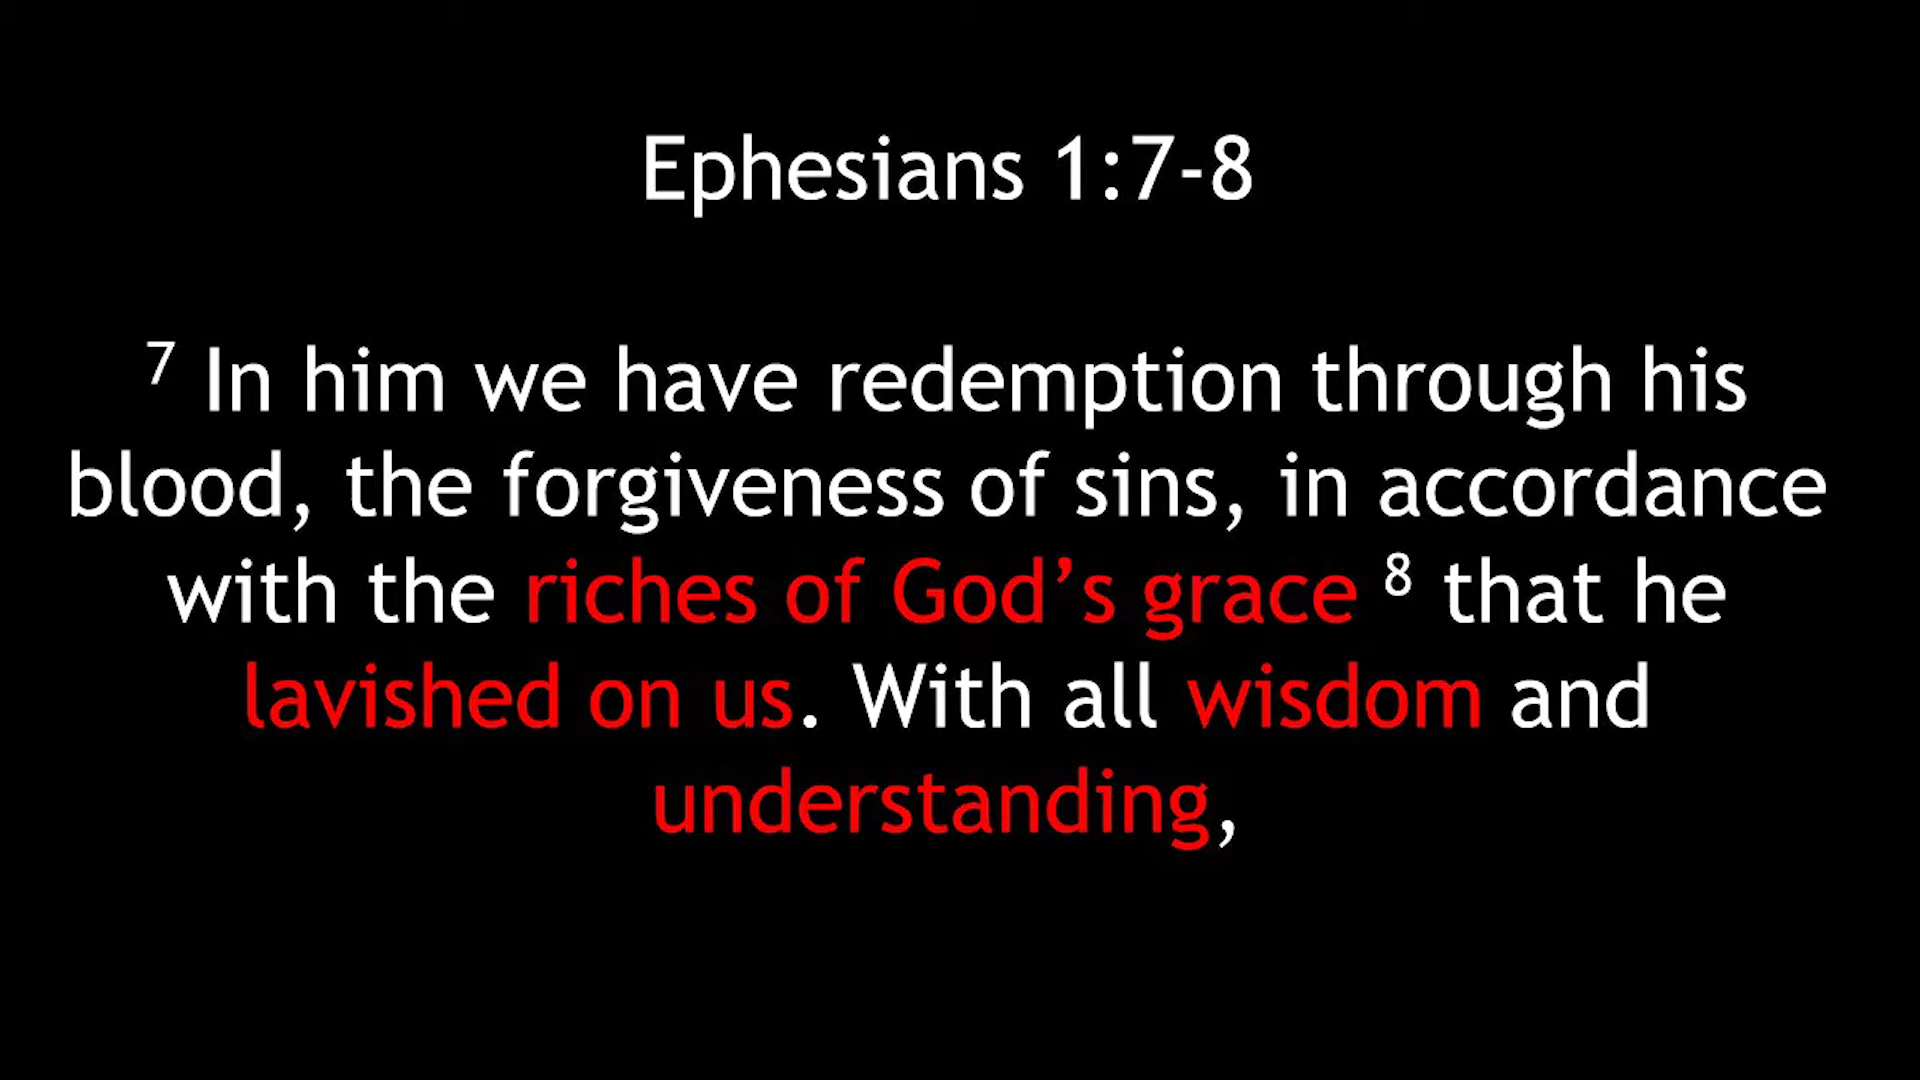 Ephesians 1:7-8
⁷ In him we have redemption through his
blood, the forgiveness of sins, in accordance
with the riches of God’s grace ⁸ that he
lavished on us. With all wisdom and
understanding,